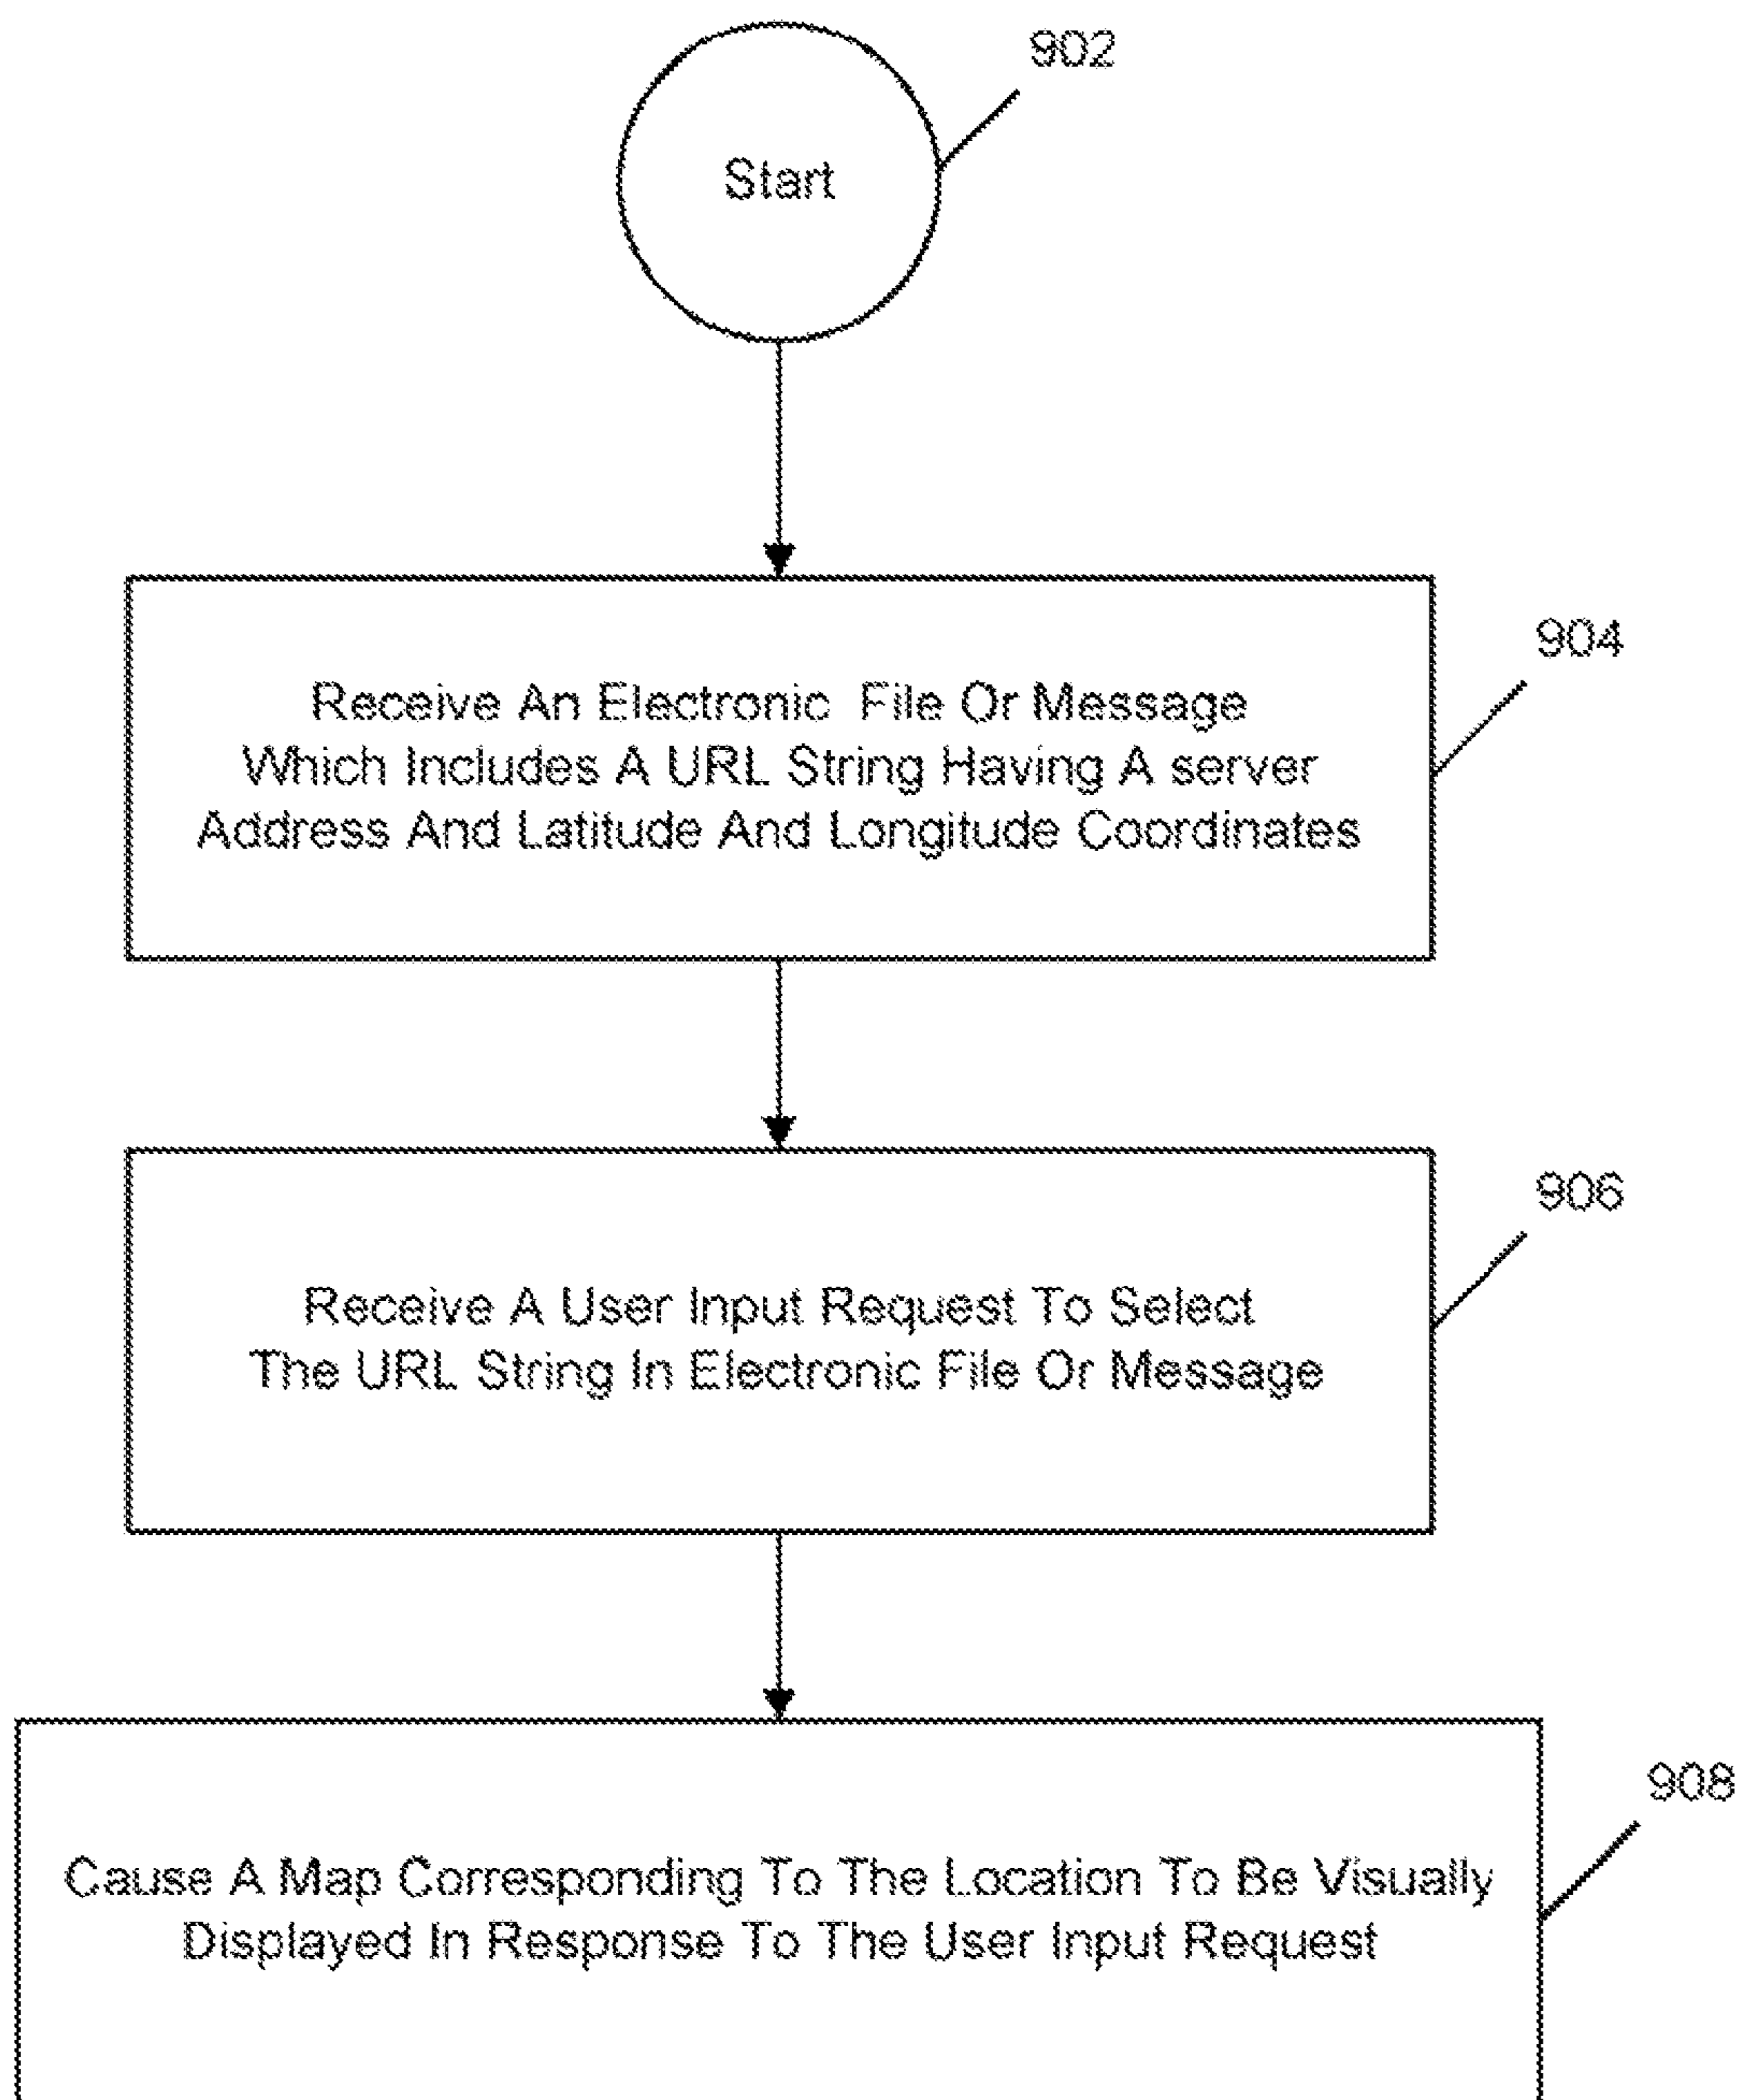 902
Start
904
Receive An Electronic File Or Message
Which Includes A URL String Having A server
Address And Latitude And Longitude Coordinates
906
Receive A User Input Request To Select
The URL String In Electronic File Or Message
908
Cause A Map Corresponding To The Location To Be Visually
Displayed In Response To The User Input Request